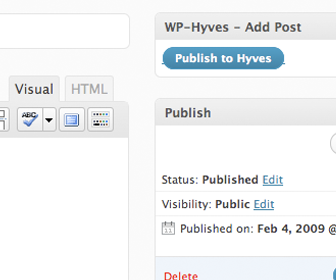 WP-Hyves - Add Post
Publish to Hyves
Visual HTML
ABC
Publish
Status: Published Edit
Visibility: Public Edit
Published on: Feb 4, 2009 @
Delete